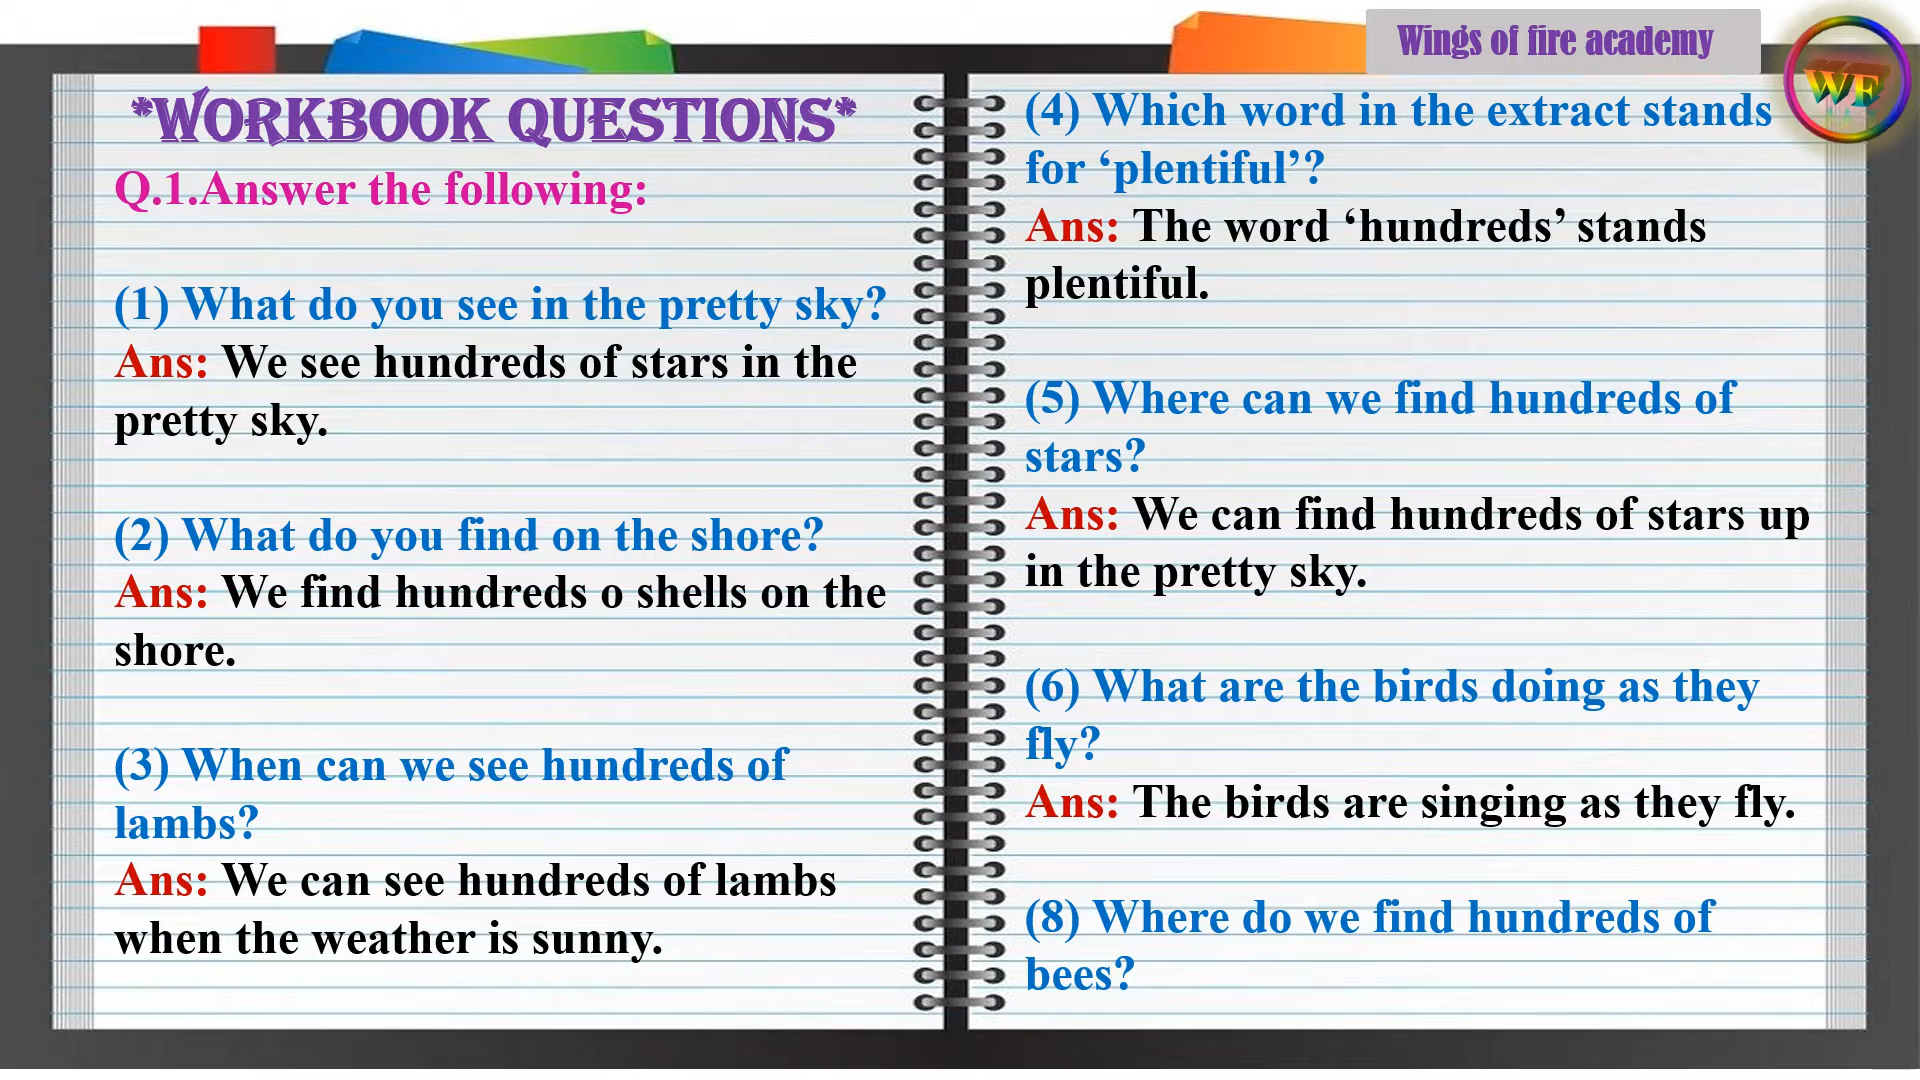 Wings of fire academy
WE
*WORKBOOK QUESTIONS*
Q.1.Answer the following:
(1) What do you see in the pretty sky?
Ans: We see hundreds of stars in the
pretty sky.
(2) What do you find on the shore?
Ans: We find hundreds o shells on the
shore.
(3) When can we see hundreds of
lambs?
Ans: We can see hundreds of lambs
when the weather is sunny.
(4) Which word in the extract stands
for ‘plentiful’?
Ans: The word ‘hundreds’ stands
plentiful.
(5) Where can we find hundreds of
stars?
Ans: We can find hundreds of stars up
in the pretty sky.
(6) What are the birds doing as they
fly?
Ans: The birds are singing as they fly.
(8) Where do we find hundreds of
bees?